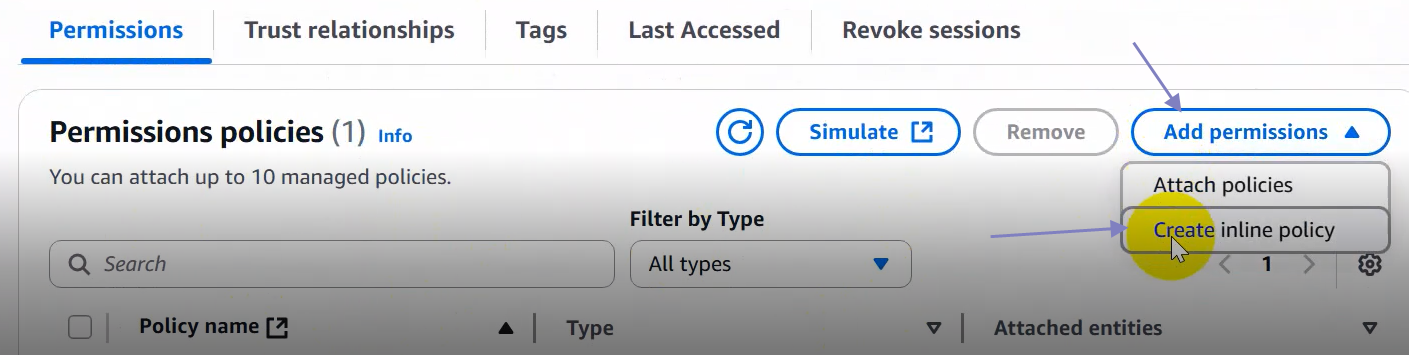 Permissions Trust relationships Tags Last Accessed Revoke sessions
Permissions policies (1) Info Simulate Remove Add permissions
You can attach up to 10 managed policies.
Attach policies
Filter by Type
Create inline policy
Search All types 1
Policy name Type Attached entities